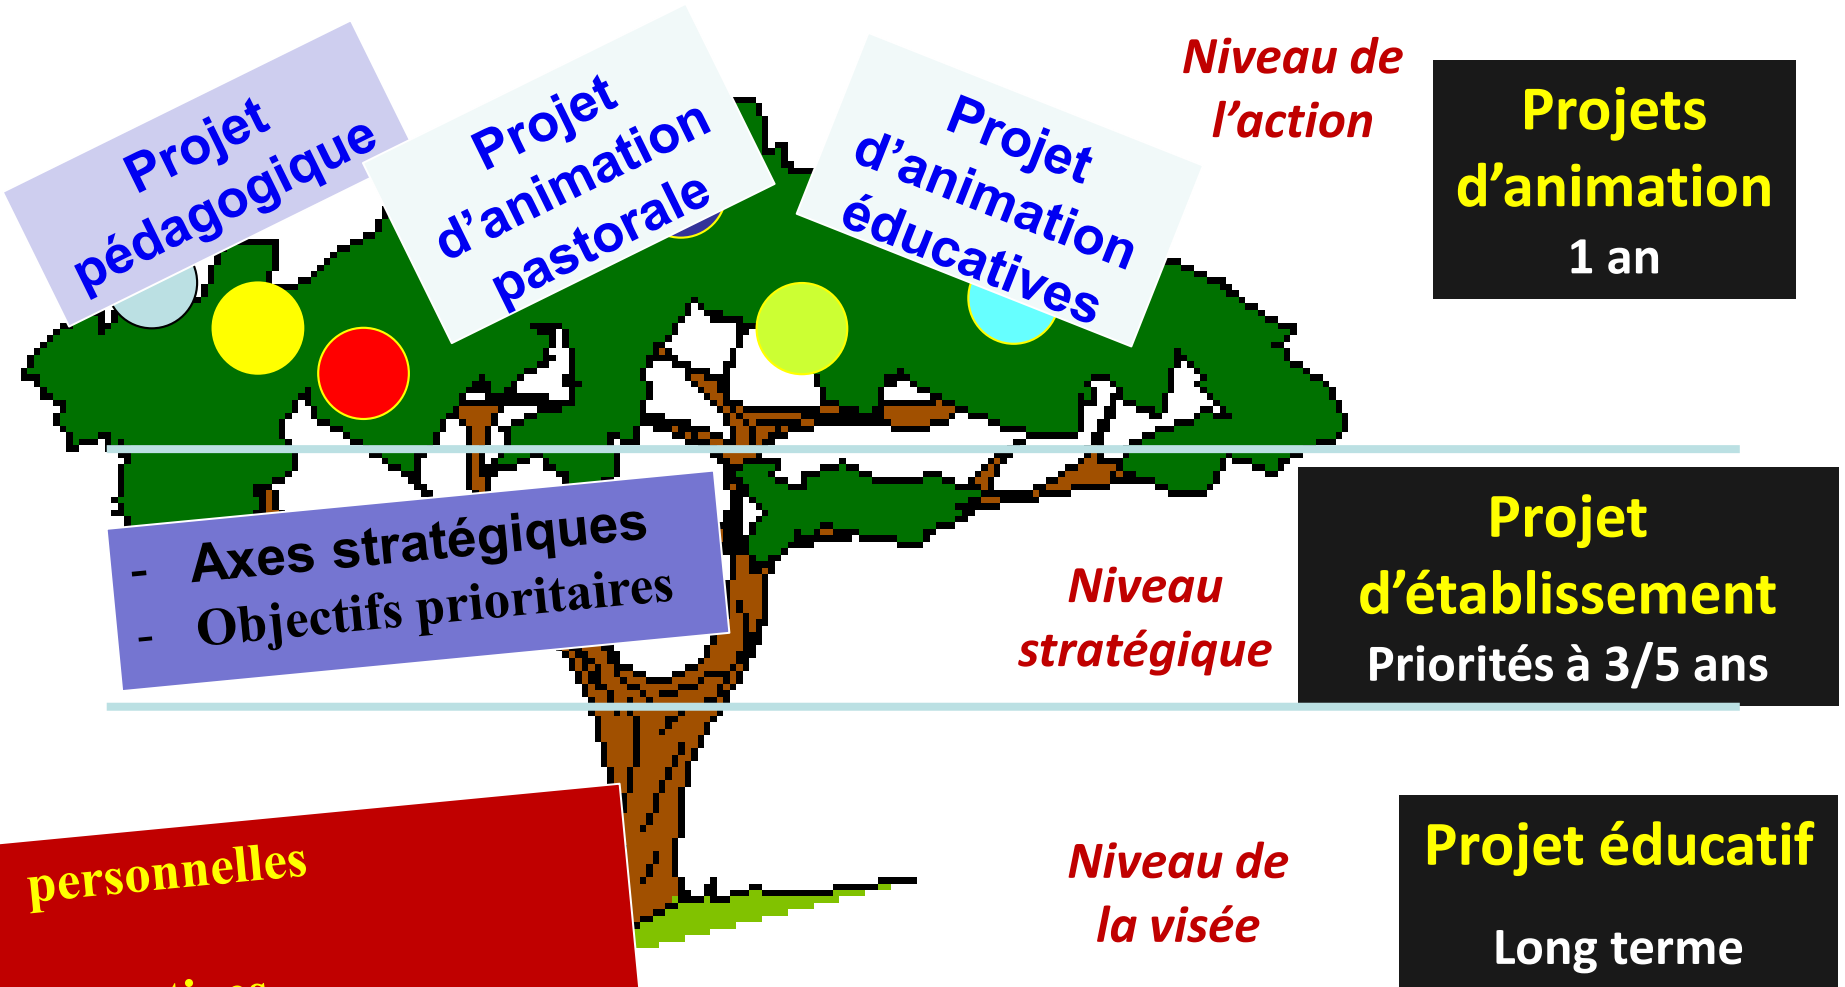 Projet
pédagogique
Projet
d’animation
pastorale
Projet
d’animation
éducatives
Niveau de
l’action
Projets
d’animation
1 an
- Axes stratégiques
- Objectifs prioritaires
Niveau
stratégique
Projet
d’établissement
Priorités à 3/5 ans
personnelles
Niveau de
la visée
Projet éducatif
Long terme